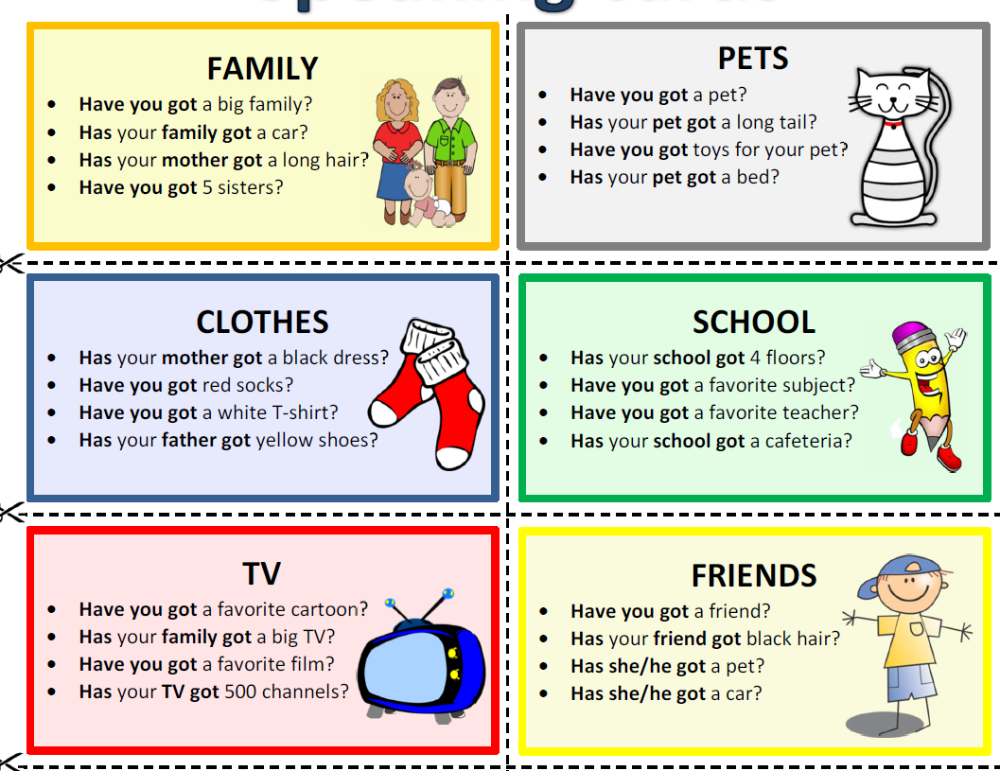 FAMILY
• Have you got a big family?
• Has your family got a car?
• Has your mother got a long hair?
• Have you got 5 sisters?
PETS
• Have you got a pet?
• Has your pet got a long tail?
• Have you got toys for your pet?
• Has your pet got a bed?
CLOTHES
• Has your mother got a black dress?
• Have you got red socks?
• Have you got a white T-shirt?
• Has your father got yellow shoes?
SCHOOL
• Has your school got 4 floors?
• Have you got a favorite subject?
• Have you got a favorite teacher?
• Has your school got a cafeteria?
TV
• Have you got a favorite cartoon?
• Has your family got a big TV?
• Have you got a favorite film?
• Has your TV got 500 channels?
FRIENDS
• Have you got a friend?
• Has your friend got black hair?
• Has she/he got a pet?
• Has she/he got a car?